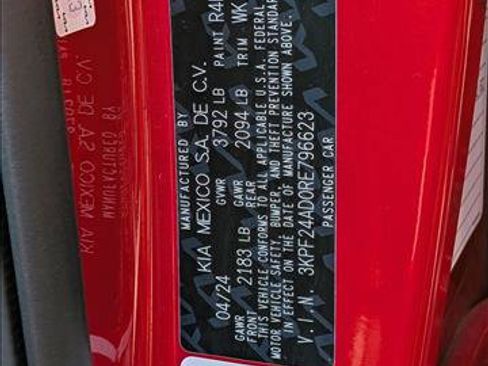 MANUFACTURED BY
KIA MEXICO S.A. DE C.V.
04/24 GVWR 3792 LB PAINT R4
GAWR FRONT 2183 LB GAWR REAR 2094 LB TRIM WK
THIS VEHICLE CONFORMS TO ALL APPLICABLE U.S.A. FEDERAL
MOTOR VEHICLE SAFETY, BUMPER, AND THEFT PREVENTION STANDAR
IN EFFECT ON THE DATE OF MANUFACTURE SHOWN ABOVE.
V.I.N. 3KPF24AD0RE796623
PASSENGER CAR